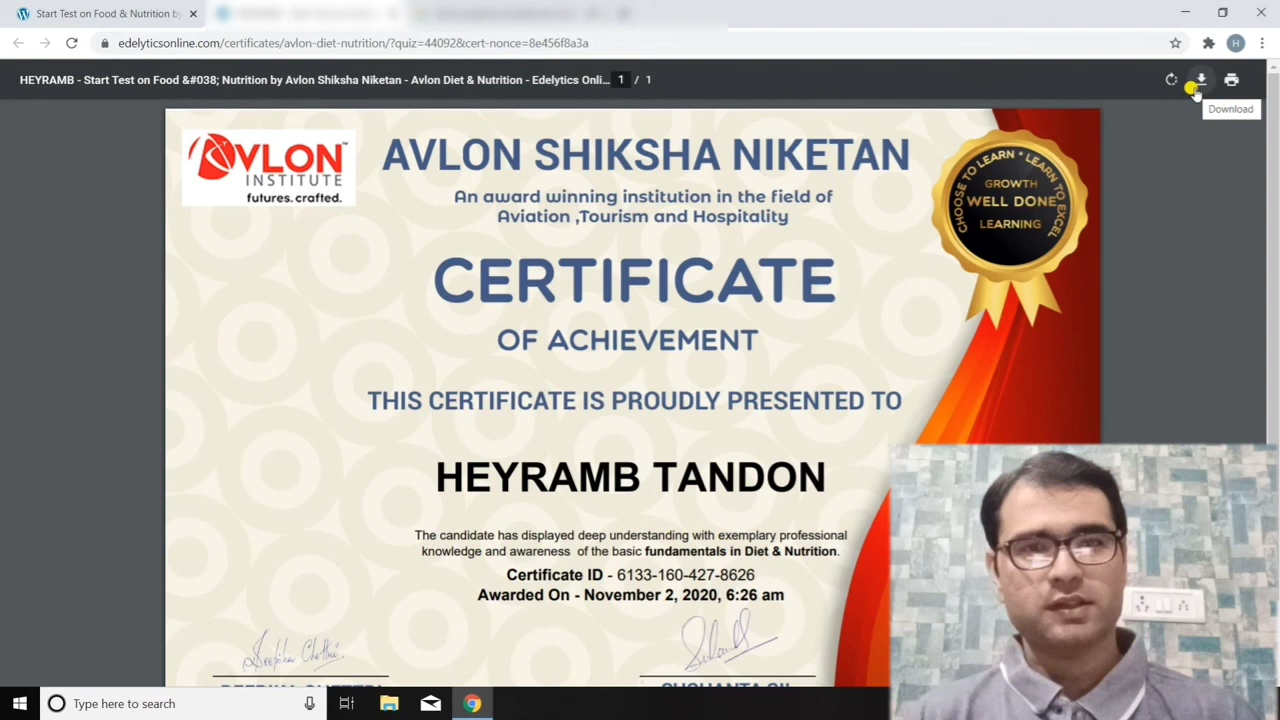 Start Test on Food & Nutrition by
edelyticsonline.com/certificates/avlon-diet-nutrition/?quiz=44092&cert-nonce=8e456f8a3a
H
HEYRAMB - Start Test on Food &#038; Nutrition by Avlon Shiksha Niketan - Avlon Diet & Nutrition - Edelytics Onli... 1 / 1
Download
AVLON™
INSTITUTE
futures.crafted.
AVLON SHIKSHA NIKETAN
An award winning institution in the field of
Aviation ,Tourism and Hospitality
CHOOSE TO LEARN * LEARN TO EXCEL
GROWTH
WELL DONE
LEARNING
CERTIFICATE
OF ACHIEVEMENT
THIS CERTIFICATE IS PROUDLY PRESENTED TO
HEYRAMB TANDON
The candidate has displayed deep understanding with exemplary professional
knowledge and awareness of the basic fundamentals in Diet & Nutrition.
Certificate ID - 6133-160-427-8626
Awarded On - November 2, 2020, 6:26 am
Type here to search